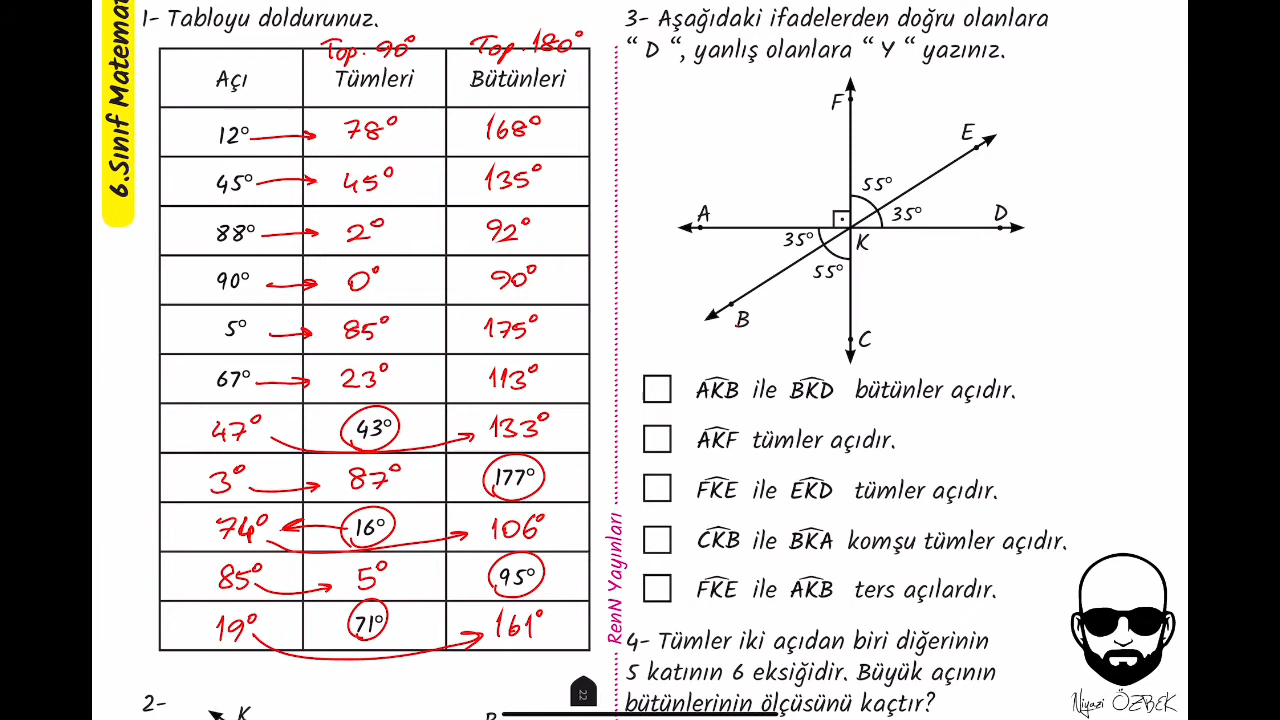 6.Sınıf Matemat
1- Tabloyu doldurunuz.
Top. 90° Top. 180°
Açı Tümleri Bütünleri
12° 78° 168°
45° 45° 135°
88° 2° 92°
90° 0° 90°
5° 85° 175°
67° 23° 113°
47° 43° 133°
3° 87° 177°
74° 16° 106°
85° 5° 95°
19° 71° 161°
2-
K
22
RenN Yayınları
3- Aşağıdaki ifadelerden doğru olanlara
“ D “, yanlış olanlara “ Y “ yazınız.
F
E
55°
A 35° D
35° K
55°
B
C
AKB ile BKD bütünler açıdır.
AKF tümler açıdır.
FKE ile EKD tümler açıdır.
CKB ile BKA komşu tümler açıdır.
FKE ile AKB ters açılardır.
4- Tümler iki açıdan biri diğerinin
5 katının 6 eksiğidir. Büyük açının
bütünlerinin ölçüsünü kaçtır?
Niyazi ÖZBEK